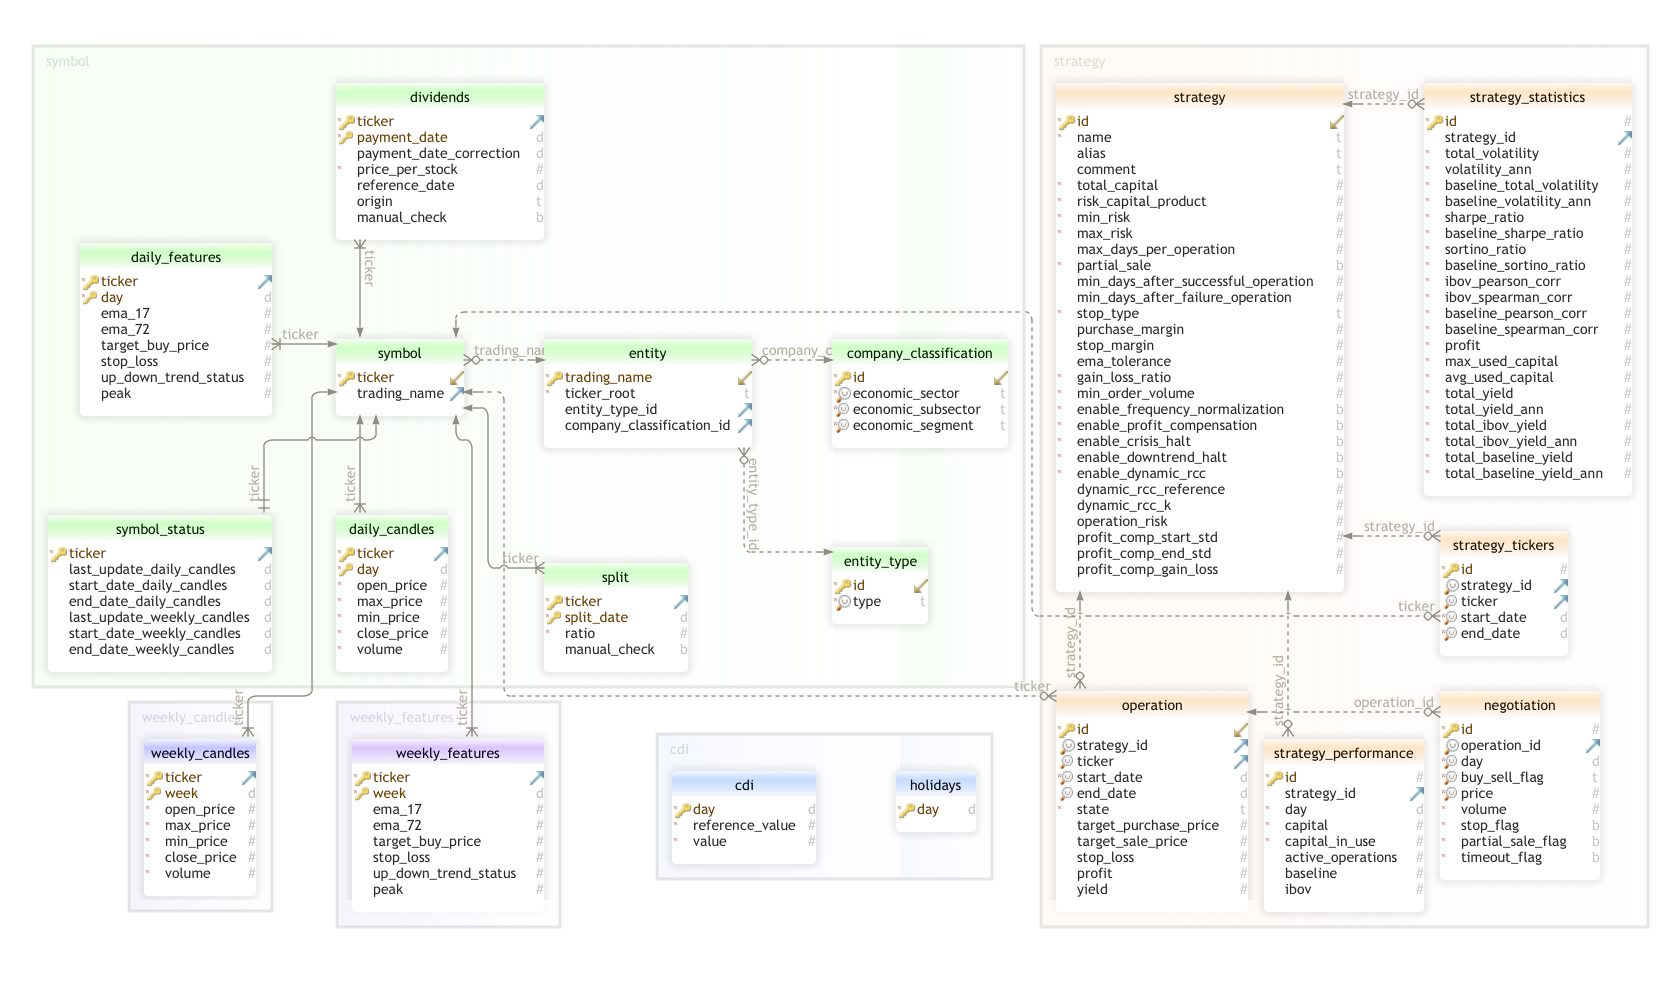 symbol
dividends
ticker
payment_date d
payment_date_correction d
price_per_stock #
reference_date d
origin t
manual_check b
ticker
daily_features
ticker
day d
ema_17 #
ema_72 #
target_buy_price #
stop_loss #
up_down_trend_status #
peak #
ticker
symbol
ticker
trading_name
trading_nam
entity
trading_name
ticker_root t
entity_type_id
company_classification_id
company_c
company_classification
id
economic_sector t
economic_subsector t
economic_segment t
entity_type_id
entity_type
id
type t
ticker
symbol_status
ticker
last_update_daily_candles d
start_date_daily_candles d
end_date_daily_candles d
last_update_weekly_candles d
start_date_weekly_candles d
end_date_weekly_candles d
ticker
daily_candles
ticker
day d
open_price #
max_price #
min_price #
close_price #
volume #
ticker
split
ticker
split_date d
ratio #
manual_check b
weekly_candles
ticker
weekly_candles
ticker
week d
open_price #
max_price #
min_price #
close_price #
volume #
weekly_features
ticker
weekly_features
ticker
week d
ema_17 #
ema_72 #
target_buy_price #
stop_loss #
up_down_trend_status #
peak #
cdi
cdi
day d
reference_value #
value #
holidays
day d
strategy
strategy
id
name t
alias t
comment t
total_capital #
risk_capital_product #
min_risk #
max_risk #
max_days_per_operation #
partial_sale b
min_days_after_successful_operation #
min_days_after_failure_operation #
stop_type t
purchase_margin #
stop_margin #
ema_tolerance #
gain_loss_ratio #
min_order_volume #
enable_frequency_normalization b
enable_profit_compensation b
enable_crisis_halt b
enable_downtrend_halt b
enable_dynamic_rcc b
dynamic_rcc_reference #
dynamic_rcc_k #
operation_risk #
profit_comp_start_std #
profit_comp_end_std #
profit_comp_gain_loss #
strategy_id
strategy_statistics
id #
strategy_id
total_volatility #
volatility_ann #
baseline_total_volatility #
baseline_volatility_ann #
sharpe_ratio #
baseline_sharpe_ratio #
sortino_ratio #
baseline_sortino_ratio #
ibov_pearson_corr #
ibov_spearman_corr #
baseline_pearson_corr #
baseline_spearman_corr #
profit #
max_used_capital #
avg_used_capital #
total_yield #
total_yield_ann #
total_ibov_yield #
total_ibov_yield_ann #
total_baseline_yield #
total_baseline_yield_ann #
strategy_id
ticker
strategy_tickers
id #
strategy_id
ticker
start_date d
end_date d
strategy_id
ticker
operation
id
strategy_id
ticker
start_date d
end_date d
state t
target_purchase_price #
target_sale_price #
stop_loss #
profit #
yield #
strategy_id
strategy_performance
id #
strategy_id
day d
capital #
capital_in_use #
active_operations #
baseline #
ibov #
operation_id
negotiation
id #
operation_id
day d
buy_sell_flag t
price #
volume #
stop_flag b
partial_sale_flag b
timeout_flag b